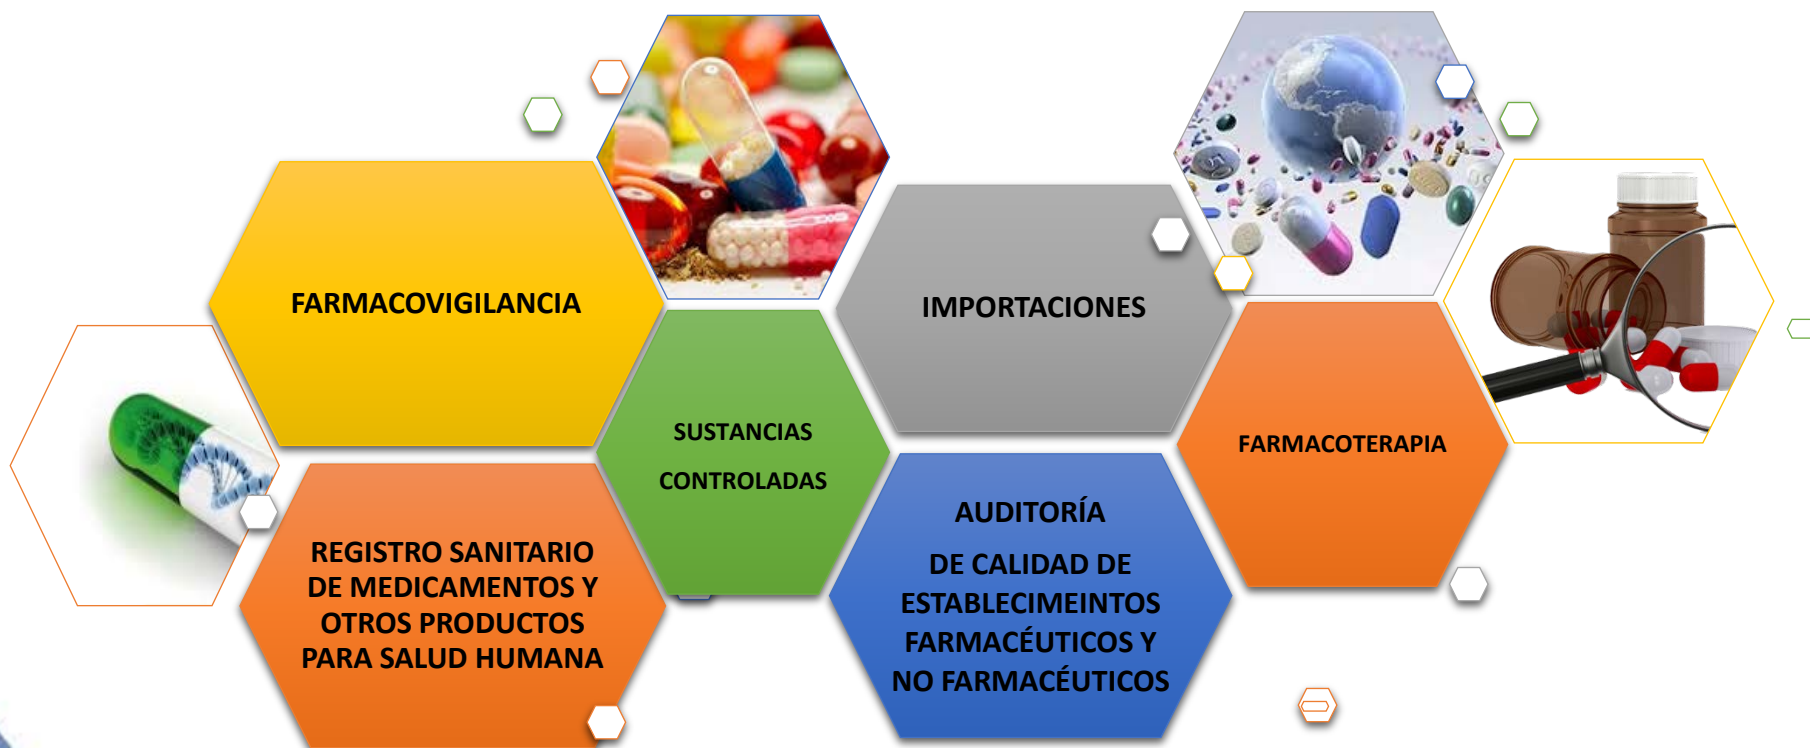 FARMACOVIGILANCIA
IMPORTACIONES
SUSTANCIAS
CONTROLADAS
FARMACOTERAPIA
REGISTRO SANITARIO
DE MEDICAMENTOS Y
OTROS PRODUCTOS
PARA SALUD HUMANA
AUDITORÍA
DE CALIDAD DE
ESTABLECIMEINTOS
FARMACÉUTICOS Y
NO FARMACÉUTICOS